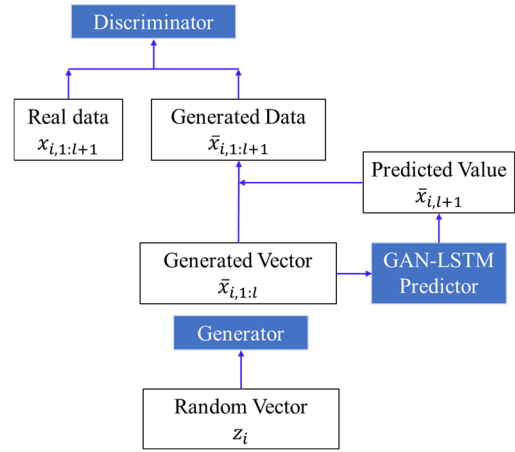 Discriminator
Real data
x_{i,1:l+1}
Generated Data
x̄_{i,1:l+1}
Predicted Value
x̄_{i,l+1}
Generated Vector
x̄_{i,1:l}
GAN-LSTM
Predictor
Generator
Random Vector
z_i